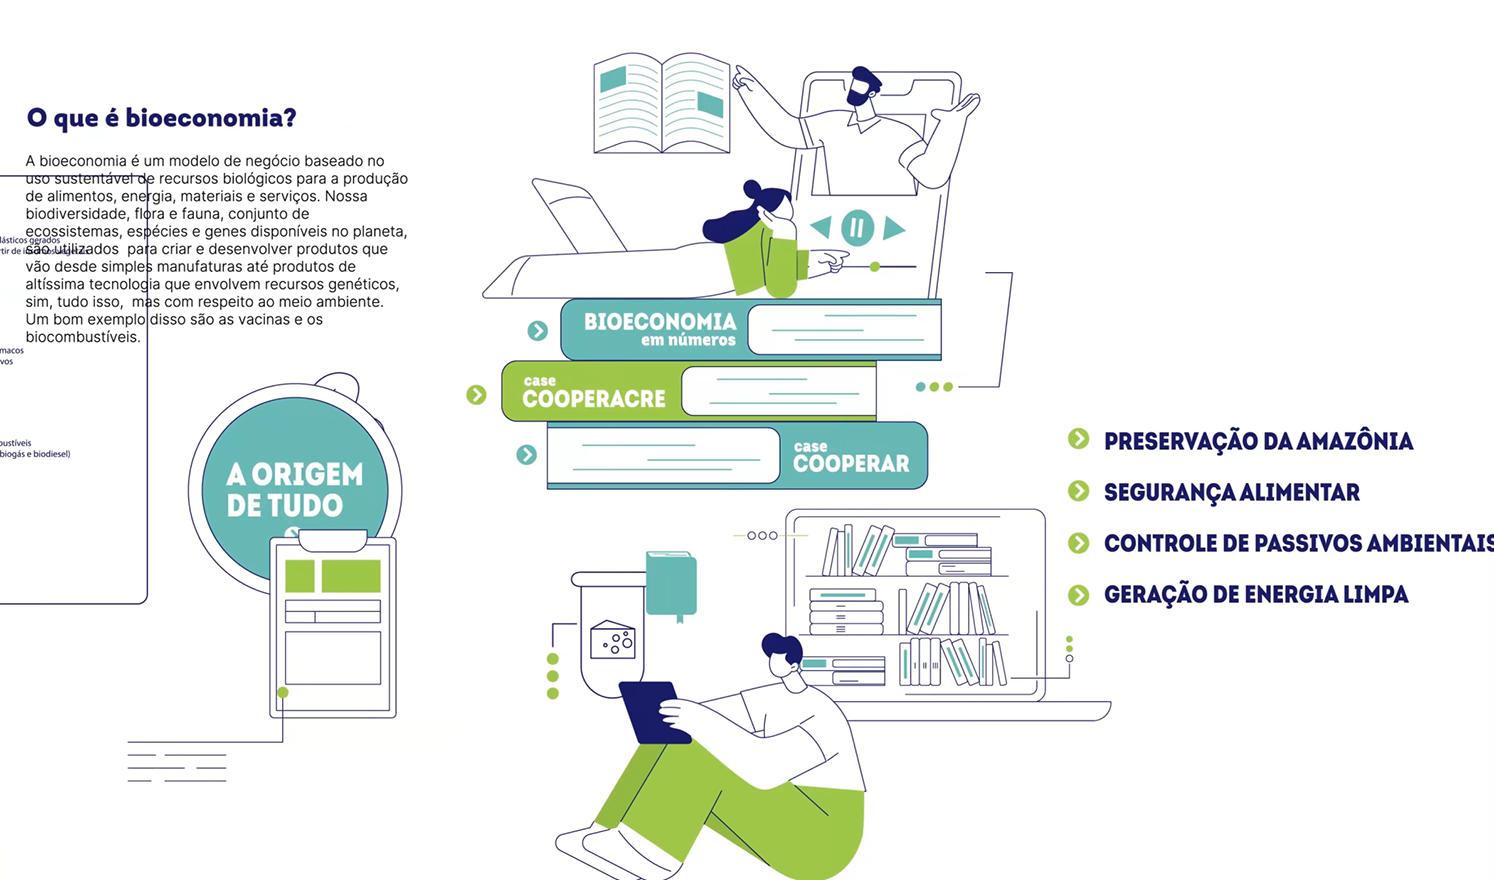 O que é bioeconomia?
A bioeconomia é um modelo de negócio baseado no
uso sustentável de recursos biológicos para a produção
de alimentos, energia, materiais e serviços. Nossa
biodiversidade, flora e fauna, conjunto de
ecossistemas, espécies e genes disponíveis no planeta,
são utilizados para criar e desenvolver produtos que
vão desde simples manufaturas até produtos de
altíssima tecnologia que envolvem recursos genéticos,
sim, tudo isso, mas com respeito ao meio ambiente.
Um bom exemplo disso são as vacinas e os
biocombustíveis.
lásticos gerados
rtir de insumos vegetais
macos
vos
bustíveis
biogás e biodiesel)
A ORIGEM
DE TUDO
BIOECONOMIA
em números
case
COOPERACRE
case
COOPERAR
PRESERVAÇÃO DA AMAZÔNIA
SEGURANÇA ALIMENTAR
CONTROLE DE PASSIVOS AMBIENTAIS
GERAÇÃO DE ENERGIA LIMPA